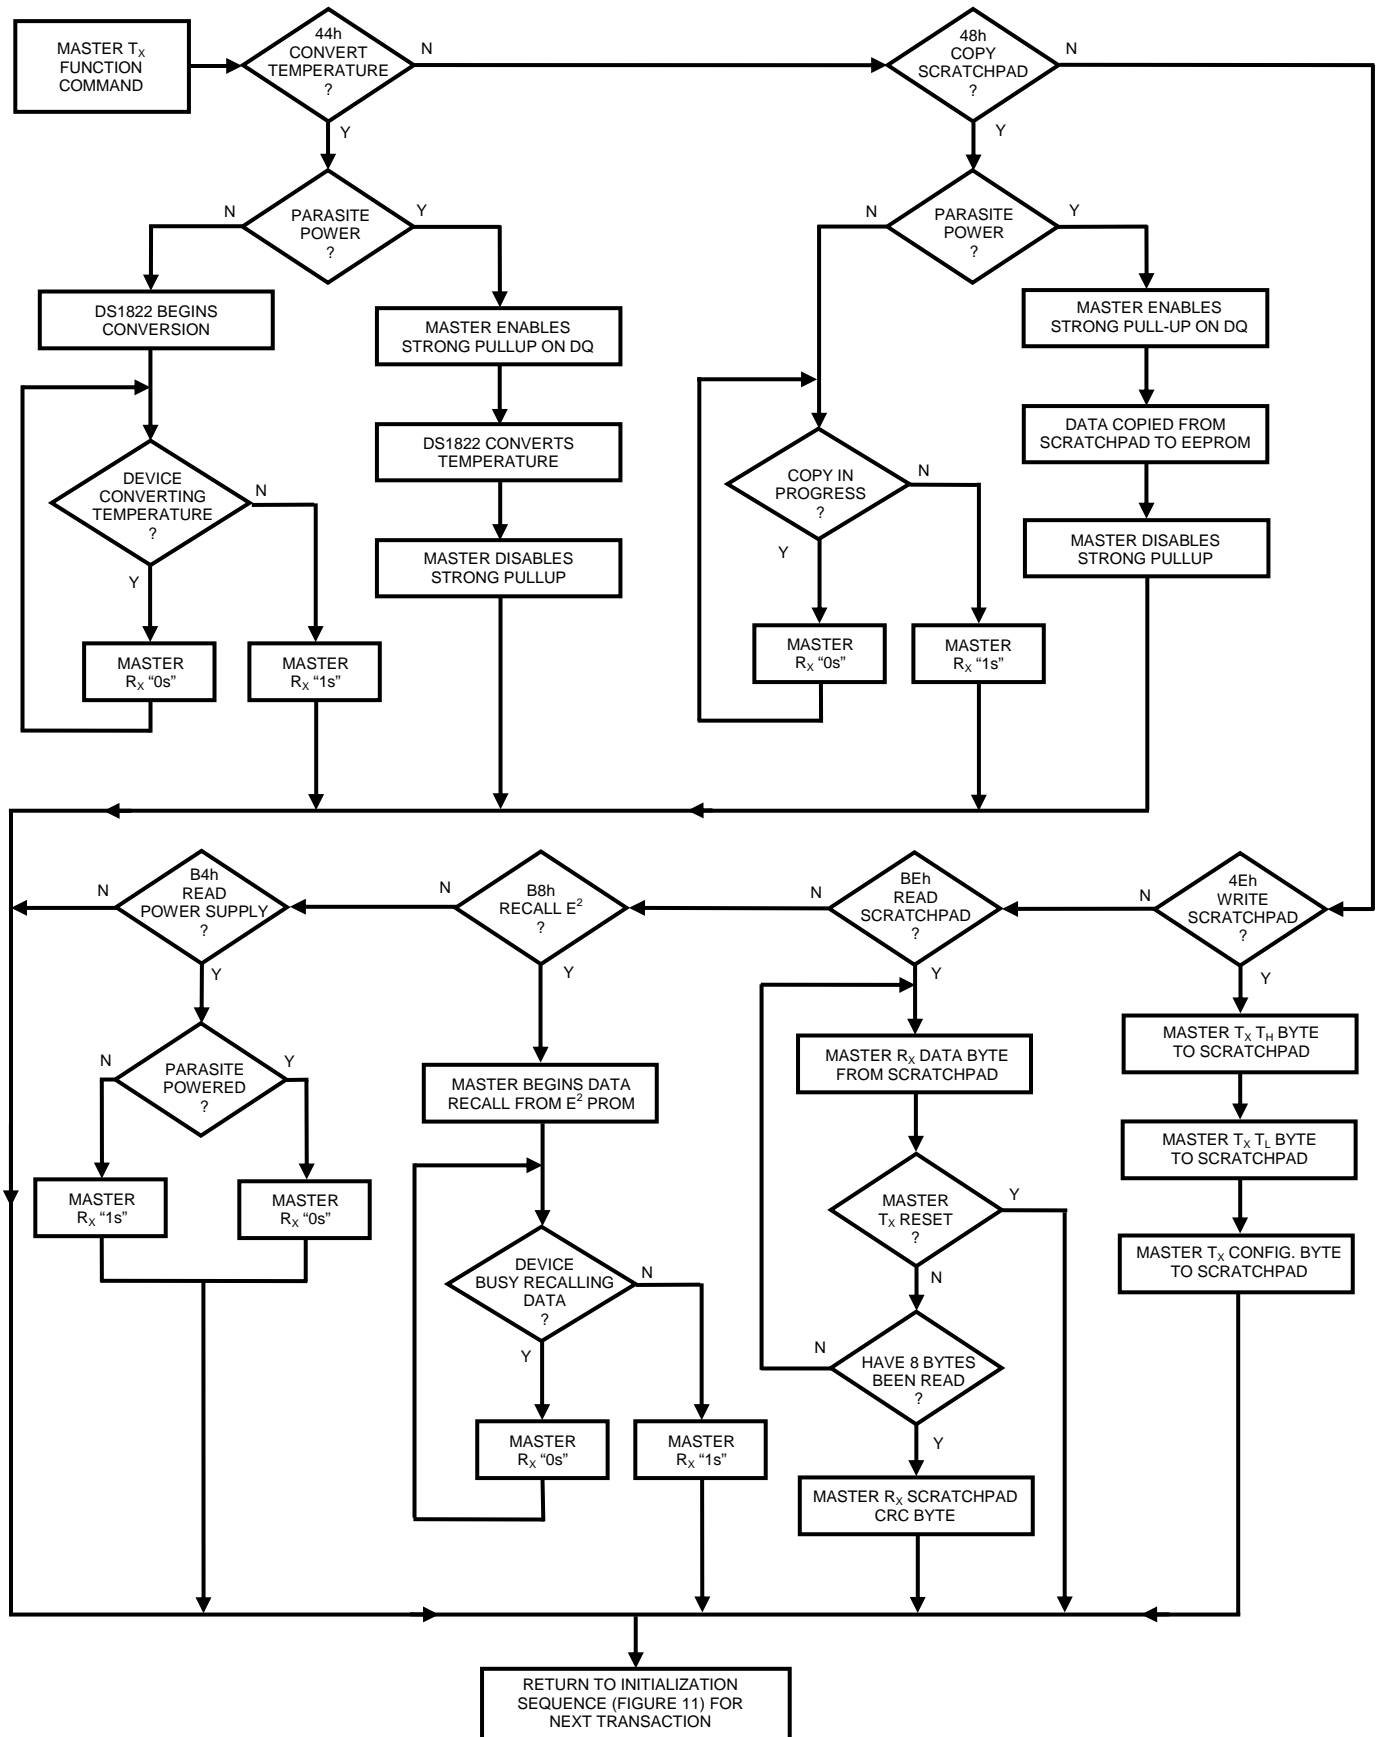 MASTER TX
FUNCTION
COMMAND
44h
CONVERT
TEMPERATURE
?
N
Y
48h
COPY
SCRATCHPAD
?
N
Y
PARASITE
POWER
?
N
Y
PARASITE
POWER
?
N
Y
DS1822 BEGINS
CONVERSION
MASTER ENABLES
STRONG PULLUP ON DQ
MASTER ENABLES
STRONG PULL-UP ON DQ
DS1822 CONVERTS
TEMPERATURE
DATA COPIED FROM
SCRATCHPAD TO EEPROM
DEVICE
CONVERTING
TEMPERATURE
?
N
Y
COPY IN
PROGRESS
?
N
Y
MASTER DISABLES
STRONG PULLUP
MASTER DISABLES
STRONG PULLUP
MASTER
RX “0s”
MASTER
RX “1s”
MASTER
RX “0s”
MASTER
RX “1s”
B4h
READ
POWER SUPPLY
?
N
Y
B8h
RECALL E²
?
N
Y
BEh
READ
SCRATCHPAD
?
N
Y
4Eh
WRITE
SCRATCHPAD
?
N
Y
PARASITE
POWERED
?
N
Y
MASTER BEGINS DATA
RECALL FROM E² PROM
MASTER RX DATA BYTE
FROM SCRATCHPAD
MASTER TX TH BYTE
TO SCRATCHPAD
MASTER TX TL BYTE
TO SCRATCHPAD
MASTER
RX “1s”
MASTER
RX “0s”
MASTER
TX RESET
?
Y
N
MASTER TX CONFIG. BYTE
TO SCRATCHPAD
DEVICE
BUSY RECALLING
DATA
?
N
Y
HAVE 8 BYTES
BEEN READ
?
N
Y
MASTER
RX “0s”
MASTER
RX “1s”
MASTER RX SCRATCHPAD
CRC BYTE
RETURN TO INITIALIZATION
SEQUENCE (FIGURE 11) FOR
NEXT TRANSACTION